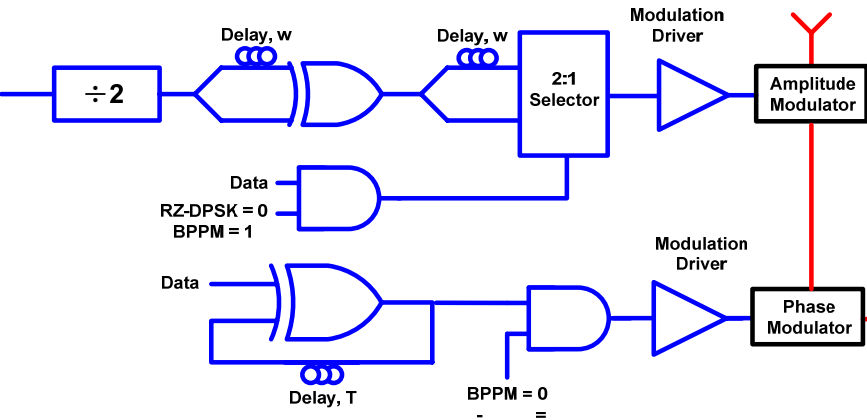 Delay, w
Delay, w
Modulation
Driver
÷2
2:1
Selector
Amplitude
Modulator
Data
RZ-DPSK = 0
BPPM = 1
Modulation
Driver
Data
Phase
Modulator
Delay, T
BPPM = 0